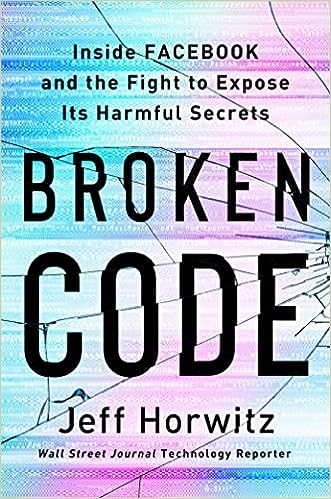 Inside FACEBOOK
and the Fight to Expose
Its Harmful Secrets
BROKEN
CODE
Jeff Horwitz
Wall Street Journal Technology Reporter